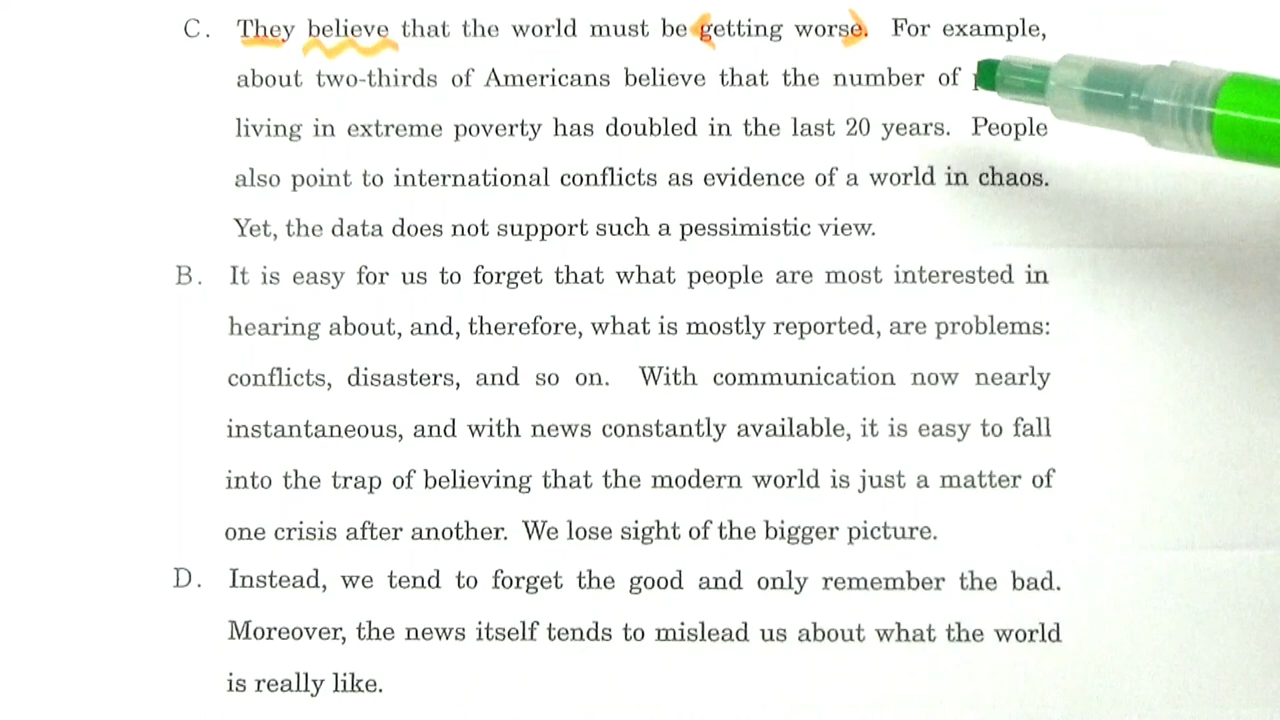 C. They believe that the world must be getting worse. For example,
about two-thirds of Americans believe that the number of
living in extreme poverty has doubled in the last 20 years. People
also point to international conflicts as evidence of a world in chaos.
Yet, the data does not support such a pessimistic view.
B. It is easy for us to forget that what people are most interested in
hearing about, and, therefore, what is mostly reported, are problems:
conflicts, disasters, and so on. With communication now nearly
instantaneous, and with news constantly available, it is easy to fall
into the trap of believing that the modern world is just a matter of
one crisis after another. We lose sight of the bigger picture.
D. Instead, we tend to forget the good and only remember the bad.
Moreover, the news itself tends to mislead us about what the world
is really like.